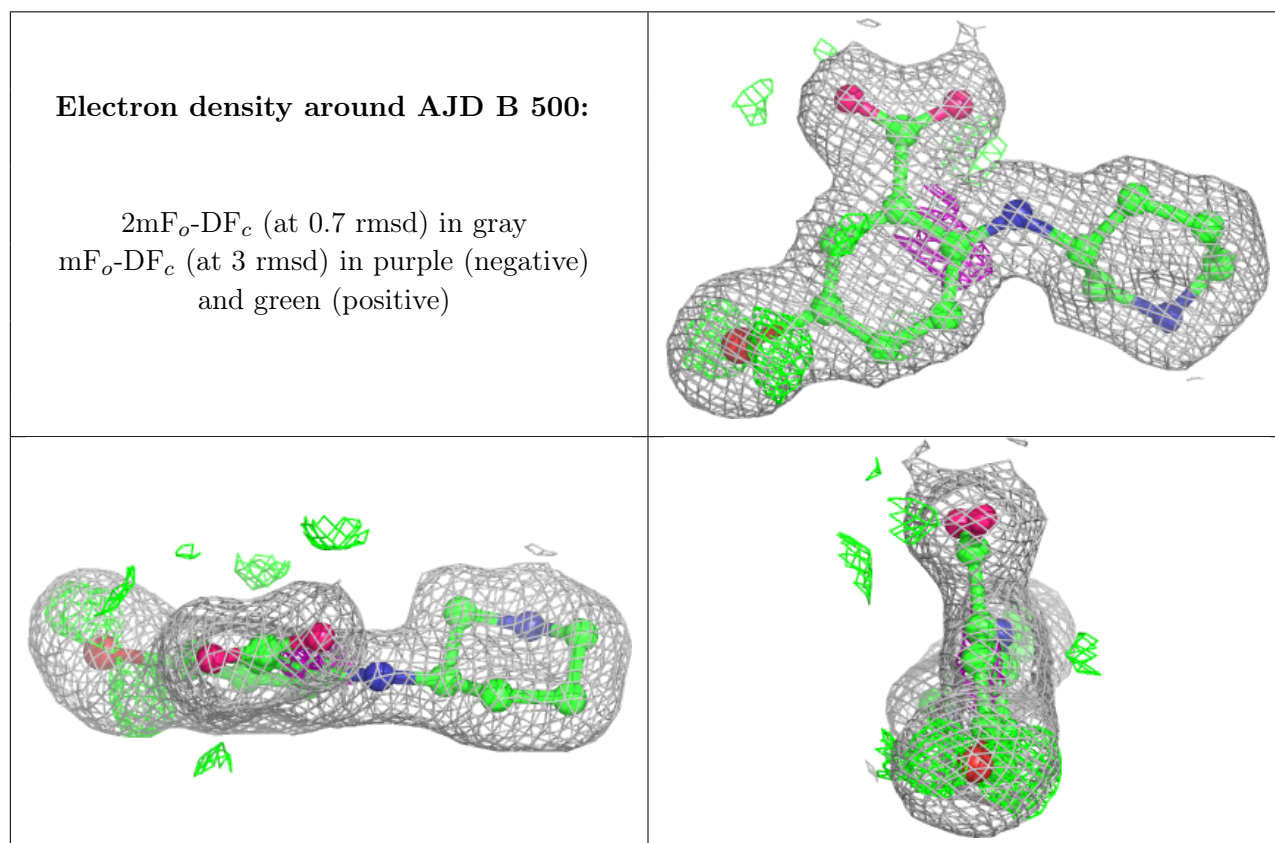 Electron density around AJD B 500:
2mFo-DFc (at 0.7 rmsd) in gray
mFo-DFc (at 3 rmsd) in purple (negative)
and green (positive)